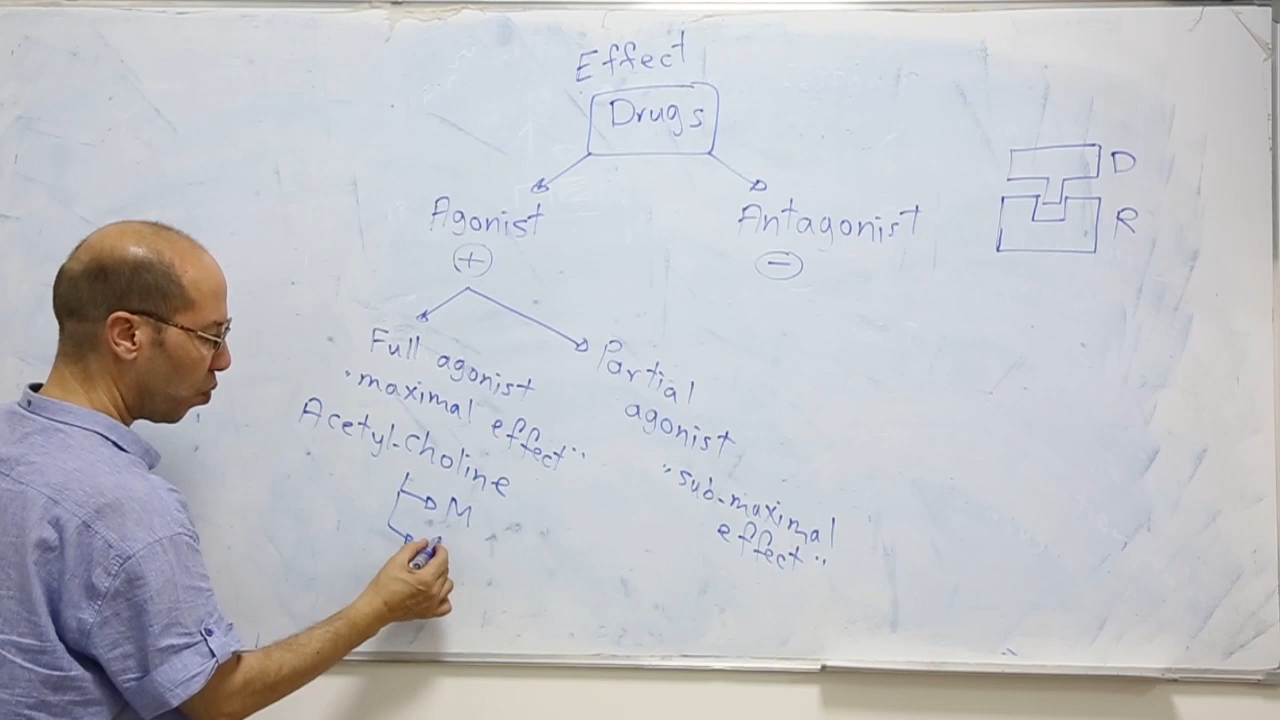 Effect
Drugs
D
R
Agonist
Antagonist
+
−
Full agonist
"maximal effect"
Acetyl-choline
M
Partial
agonist
"sub-maximal
effect"